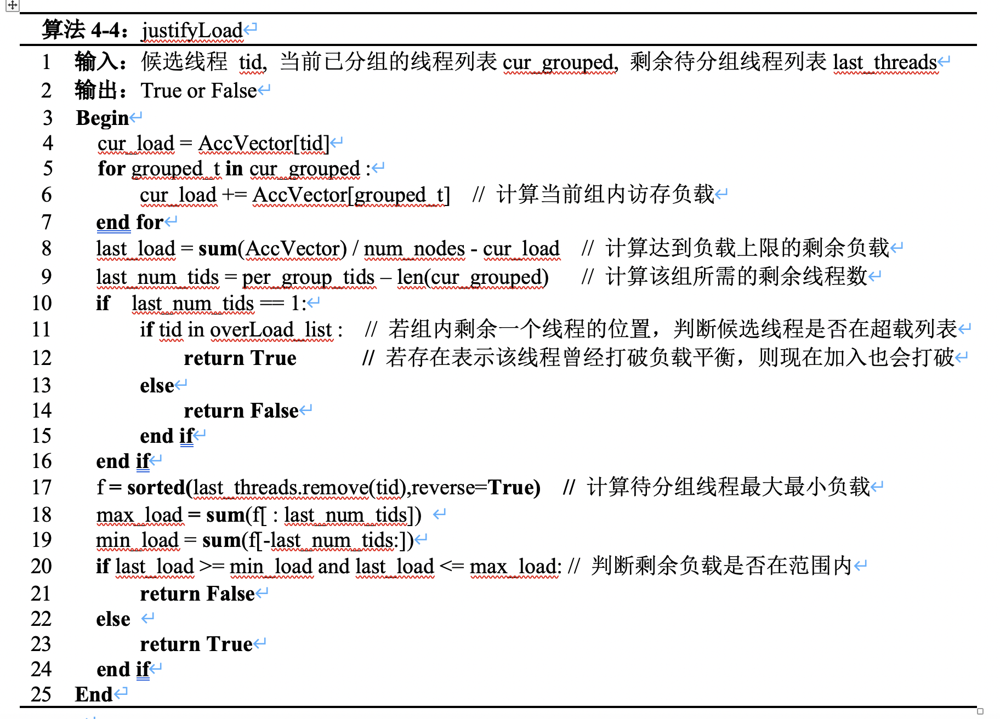 算法 4-4：justifyLoad
1 输入：候选线程 tid, 当前已分组的线程列表 cur_grouped, 剩余待分组线程列表 last_threads
2 输出：True or False
3 Begin
4 cur_load = AccVector[tid]
5 for grouped_t in cur_grouped :
6 cur_load += AccVector[grouped_t] // 计算当前组内访存负载
7 end for
8 last_load = sum(AccVector) / num_nodes - cur_load // 计算达到负载上限的剩余负载
9 last_num_tids = per_group_tids – len(cur_grouped) // 计算该组所需的剩余线程数
10 if last_num_tids == 1:
11 if tid in overLoad_list : // 若组内剩余一个线程的位置，判断候选线程是否在超载列表
12 return True // 若存在表示该线程曾经打破负载平衡，则现在加入也会打破
13 else
14 return False
15 end if
16 end if
17 f = sorted(last_threads.remove(tid),reverse=True) // 计算待分组线程最大最小负载
18 max_load = sum(f[ : last_num_tids])
19 min_load = sum(f[-last_num_tids:])
20 if last_load >= min_load and last_load <= max_load: // 判断剩余负载是否在范围内
21 return False
22 else
23 return True
24 end if
25 End